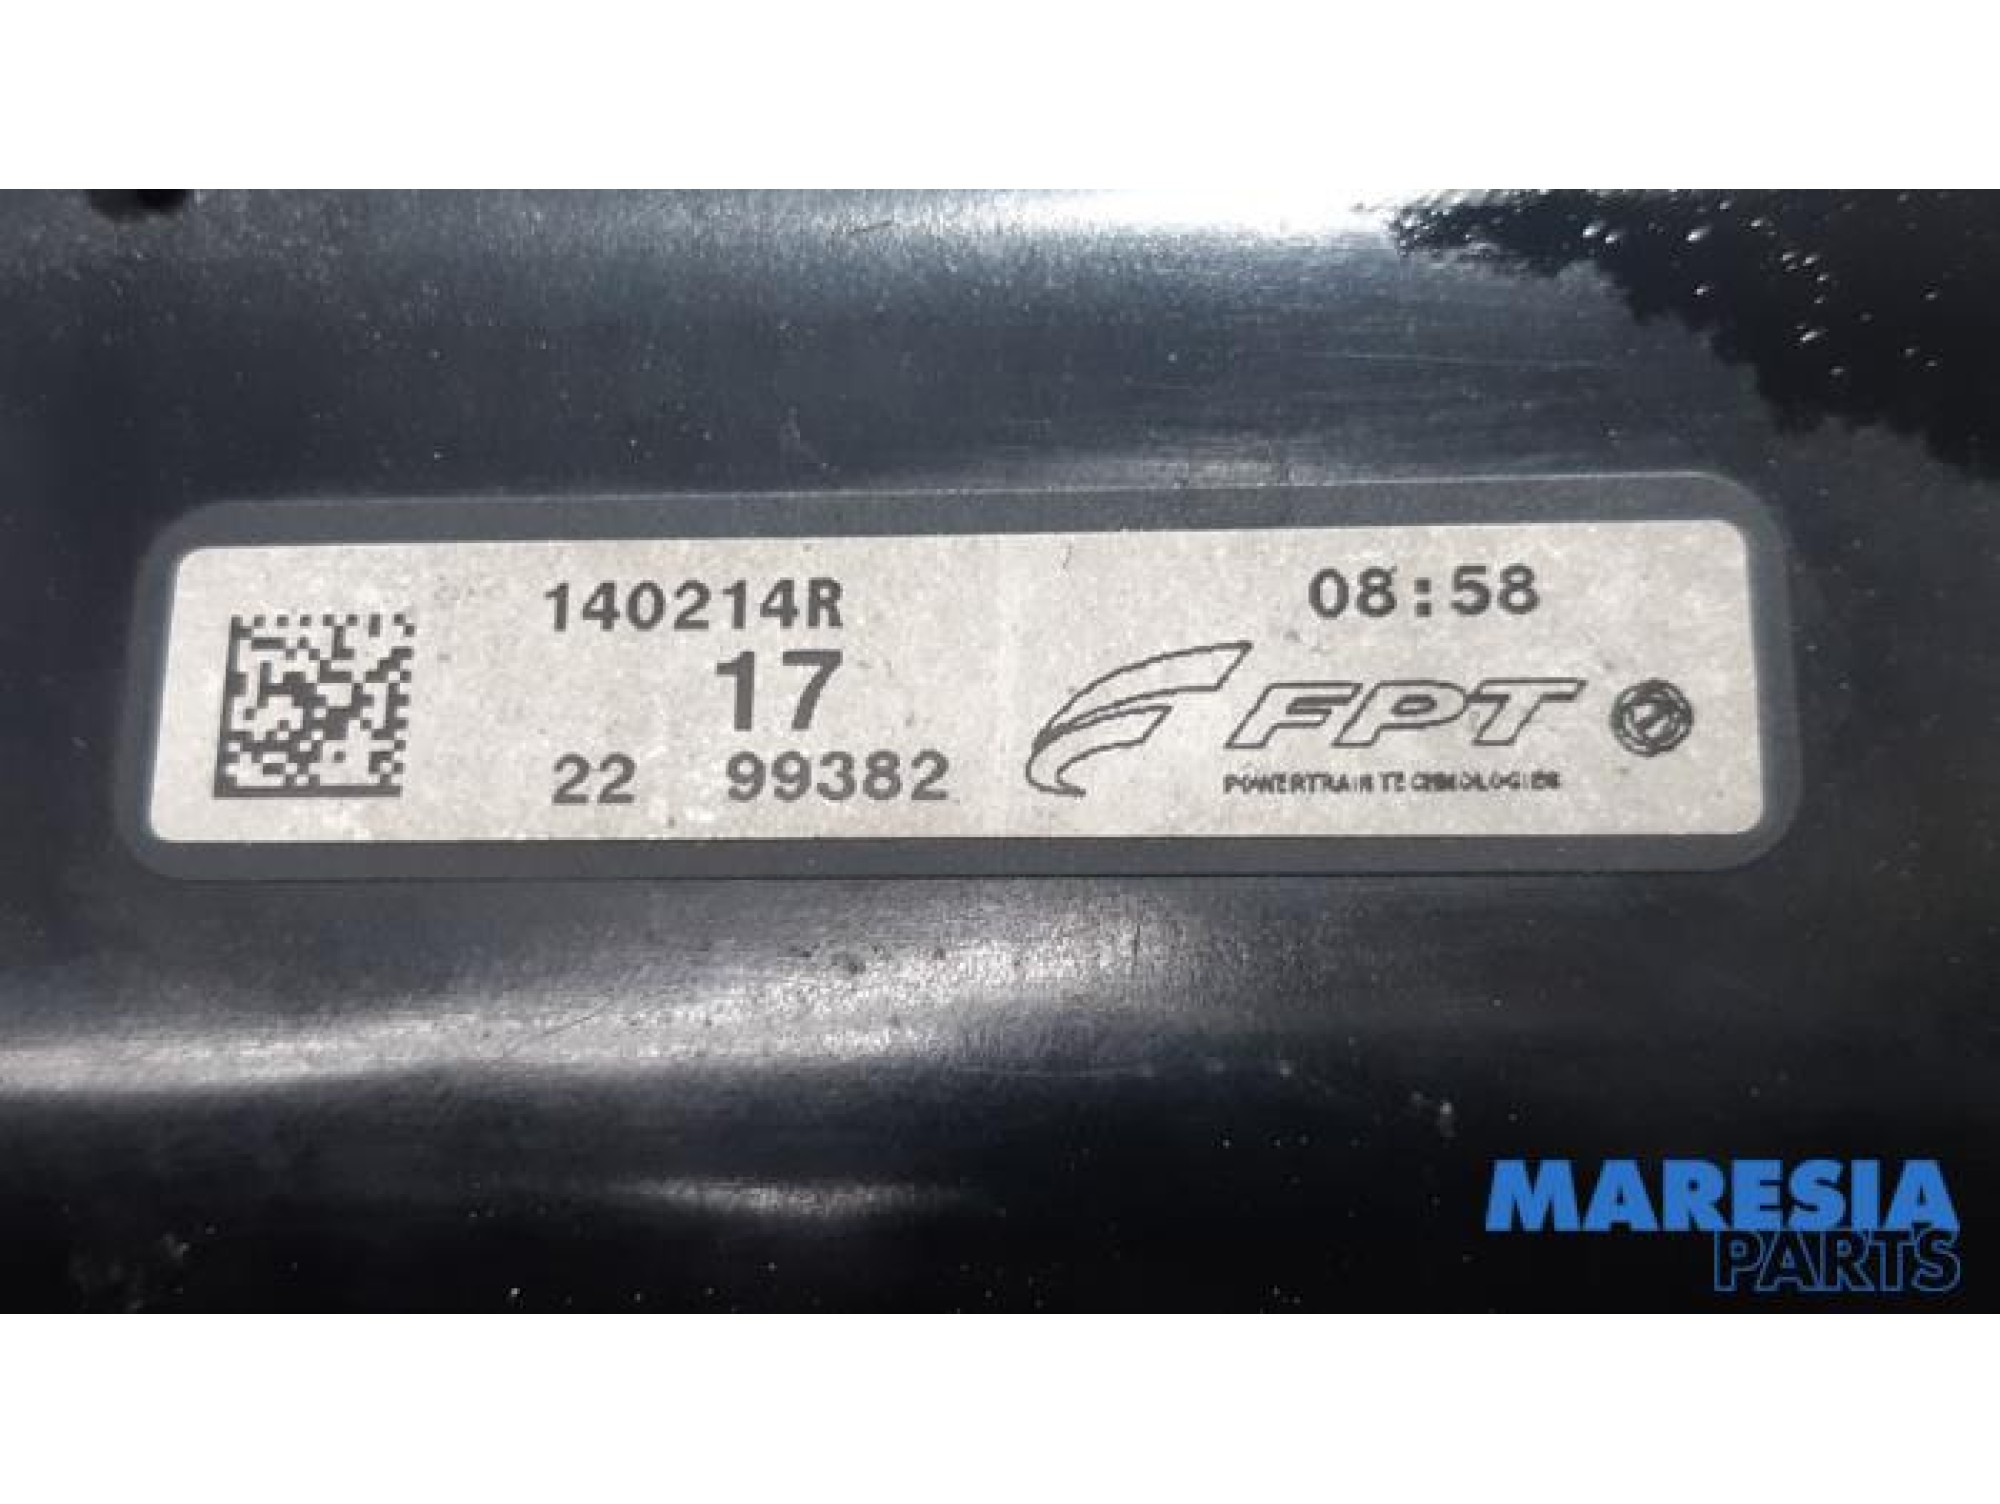 140214R 08:58
17
FPT
22 99382
POWERTRAIN TECHNOLOGIES
MARESIA
PARTS